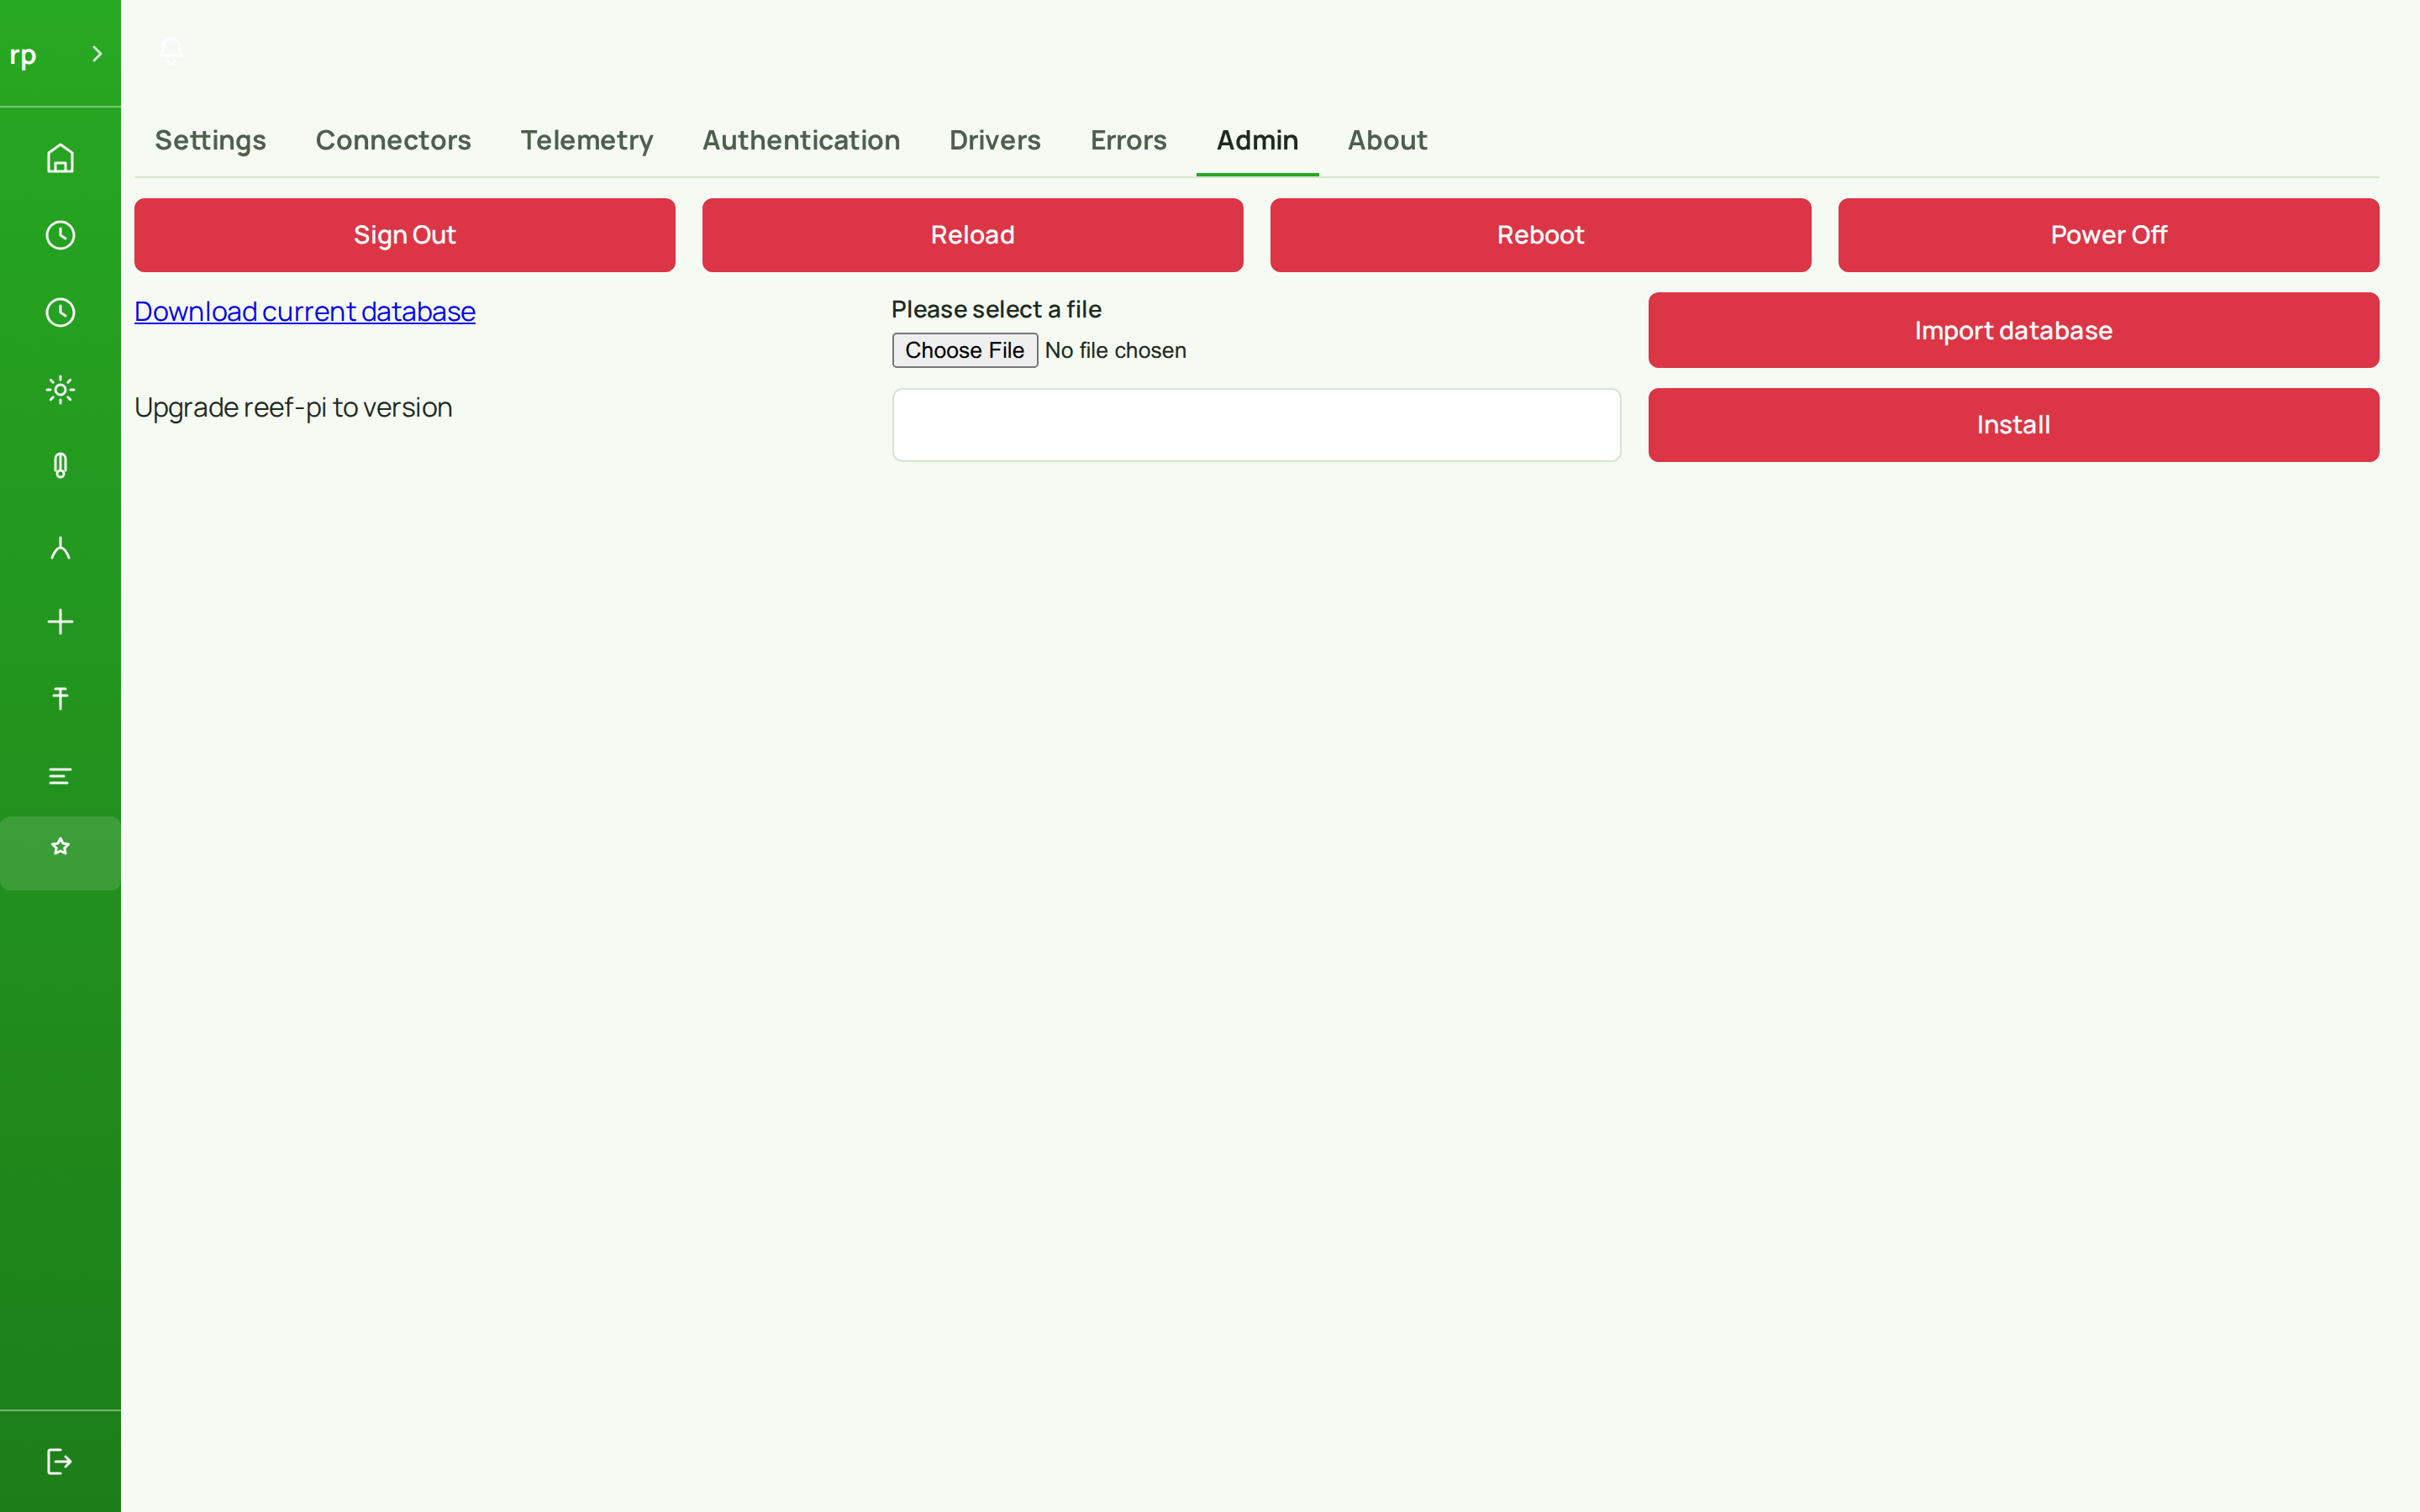 rp
Settings Connectors Telemetry Authentication Drivers Errors Admin About
Sign Out Reload Reboot Power Off
Download current database
Please select a file
Choose File No file chosen
Import database
Upgrade reef-pi to version
Install